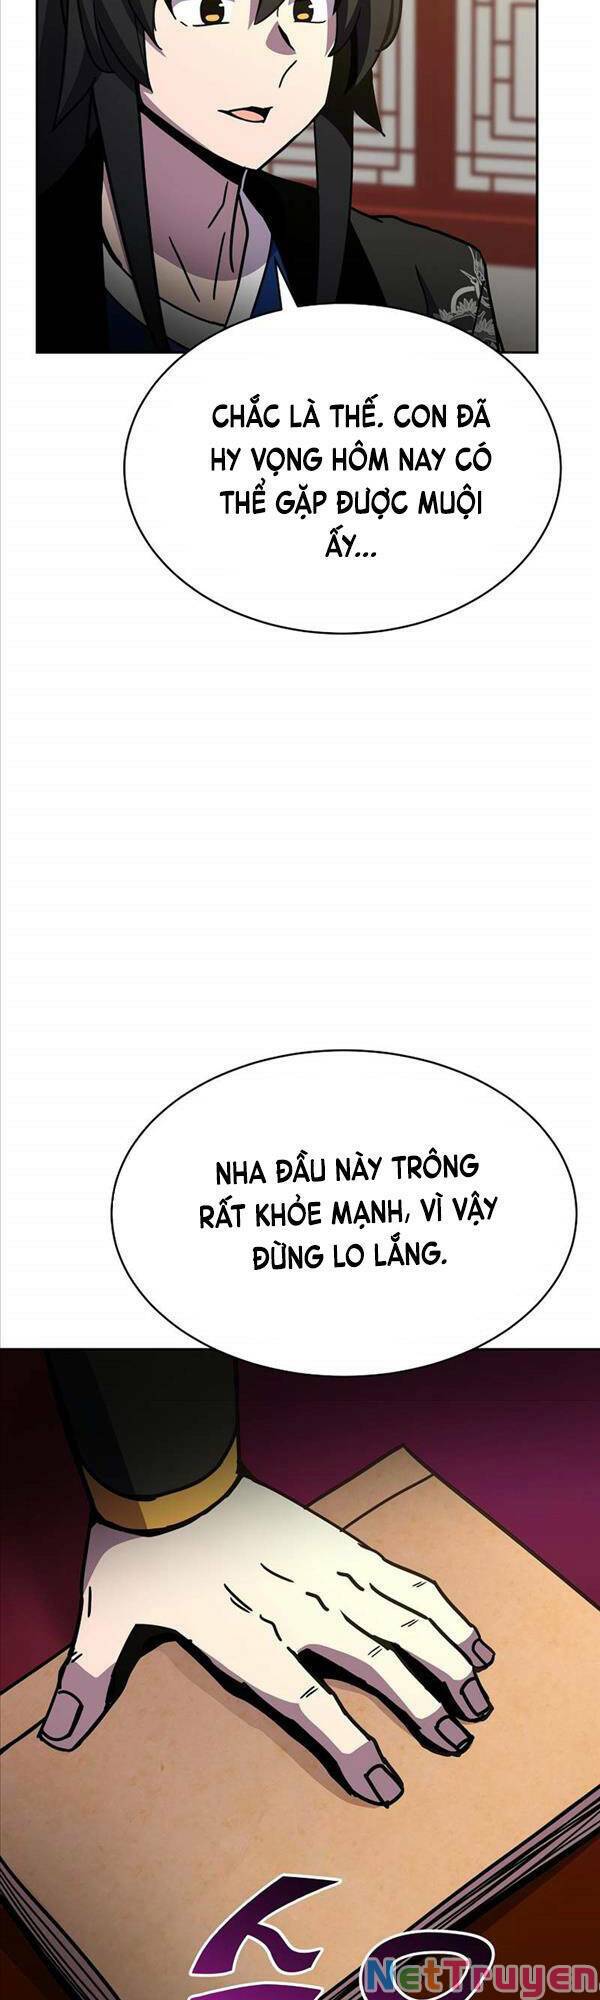 CHẮC LÀ THẾ. CON ĐÃ
HY VỌNG HÔM NAY CÓ
THỂ GẶP ĐƯỢC MUỘI
ẤY...
NHA ĐẦU NÀY TRÔNG
RẤT KHỎE MẠNH, VÌ VẬY
ĐỪNG LO LẮNG.
NetTruyen